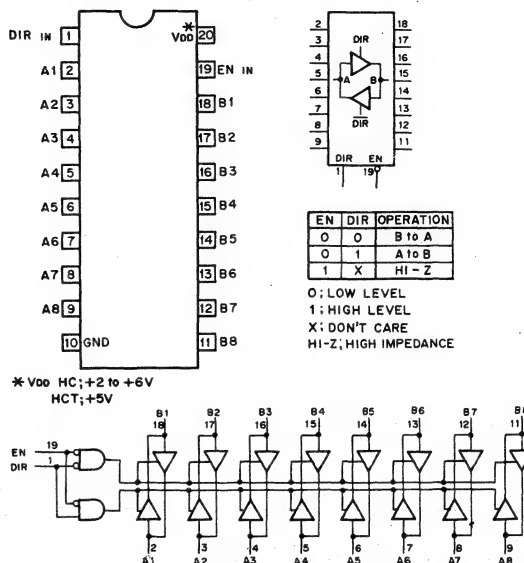 DIR IN 1
* VDD 20
A1 2
19 EN IN
A2 3
18 B1
A3 4
17 B2
A4 5
16 B3
A5 6
15 B4
A6 7
14 B5
A7 8
13 B6
A8 9
12 B7
10 GND
11 B8
* VDD HC; +2 to +6V
HCT; +5V
2 18
3 17
4 16
5 15
6 14
7 13
8 12
9 11
DIR
A B
DIR
DIR EN
1 19
EN DIR OPERATION
0 0 B to A
0 1 A to B
1 X HI-Z
0; LOW LEVEL
1; HIGH LEVEL
X; DON'T CARE
HI-Z; HIGH IMPEDANCE
B1 B2 B3 B4 B5 B6 B7 B8
18 17 16 15 14 13 12 11
EN 19
DIR 1
2 3 4 5 6 7 8 9
A1 A2 A3 A4 A5 A6 A7 A8